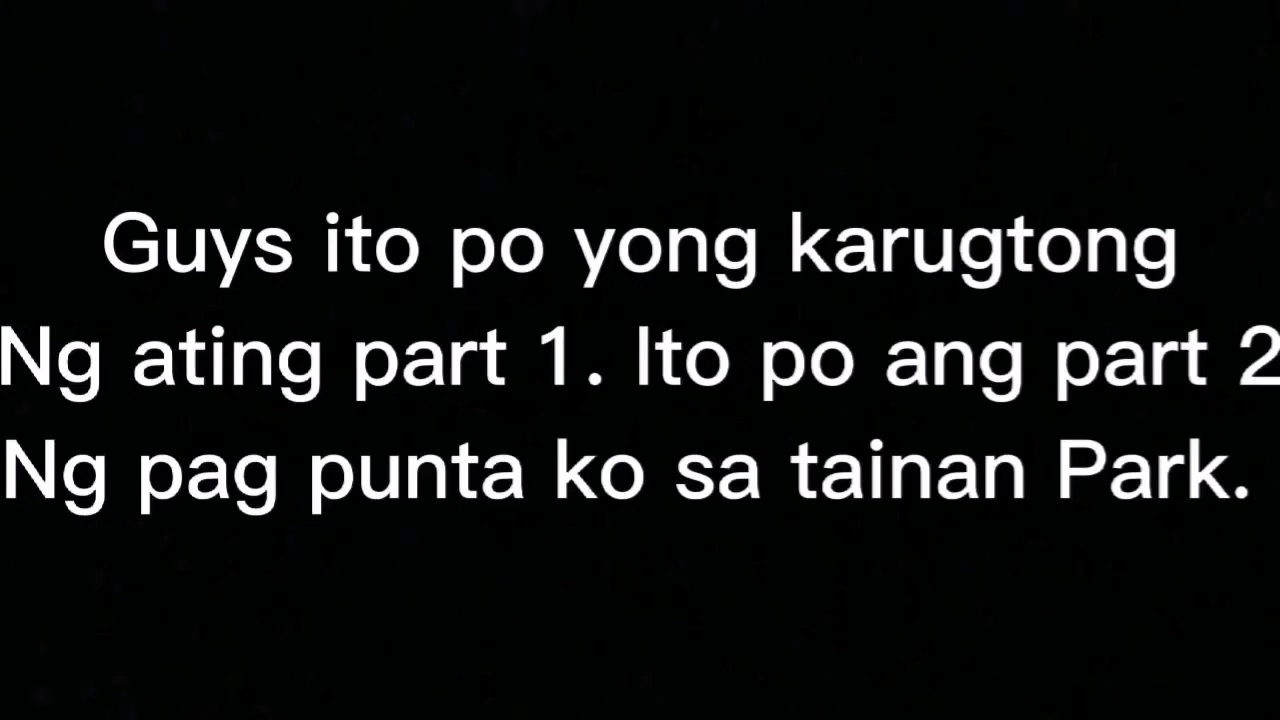 Guys ito po yong karugtong
Ng ating part 1. Ito po ang part 2
Ng pag punta ko sa tainan Park.